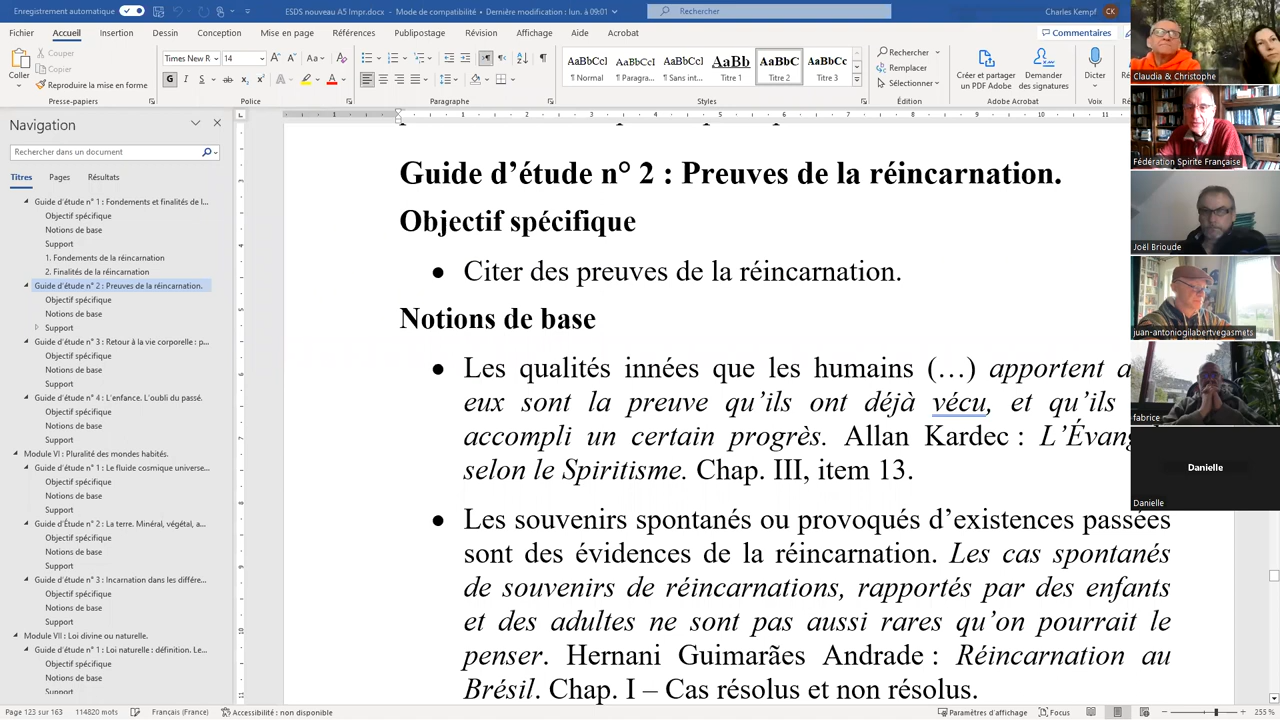 Enregistrement automatique
ESDS nouveau A5 Impr.docx - Mode de compatibilité • Dernière modification : lun. à 09:01
Rechercher
Charles Kempf
CK
Fichier
Accueil
Insertion
Dessin
Conception
Mise en page
Références
Publipostage
Révision
Affichage
Aide
Acrobat
Commentaires
Coller
Couper
Copier
Reproduire la mise en forme
Presse-papiers
Times New R
14
Police
Paragraphe
AaBbCcI
¶ Normal
AaBbCcI
¶ Paragra...
AaBbCcI
¶ Sans int...
AaBb
Titre 1
AaBbC
Titre 2
AaBbCc
Titre 3
Styles
Rechercher
Remplacer
Sélectionner
Édition
Créer et partager
un PDF Adobe
Demander
des signatures
Adobe Acrobat
Dicter
Voix
Navigation
Rechercher dans un document
Titres
Pages
Résultats
Guide d'étude n° 1 : Fondements et finalités de l...
Objectif spécifique
Notions de base
Support
1. Fondements de la réincarnation
2. Finalités de la réincarnation
Guide d'étude n° 2 : Preuves de la réincarnation.
Objectif spécifique
Notions de base
Support
Guide d'étude n° 3 : Retour à la vie corporelle : p...
Objectif spécifique
Notions de base
Support
Guide d'étude n° 4 : L'enfance. L'oubli du passé.
Objectif spécifique
Notions de base
Support
Module VI : Pluralité des mondes habités.
Guide d'étude n° 1 : Le fluide cosmique universe...
Objectif spécifique
Notions de base
Support
Guide d'Étude n° 2 : La terre. Minéral, végétal, a...
Objectif spécifique
Notions de base
Support
Guide d'étude n° 3 : Incarnation dans les différe...
Objectif spécifique
Notions de base
Support
Module VII : Loi divine ou naturelle.
Guide d'étude n° 1 : Loi naturelle : définition. Le...
Objectif spécifique
Notions de base
Support
Guide d'étude n° 2 : Preuves de la réincarnation.
Objectif spécifique
• Citer des preuves de la réincarnation.
Notions de base
• Les qualités innées que les humains (…) apportent
eux sont la preuve qu'ils ont déjà vécu, et qu'ils
accompli un certain progrès. Allan Kardec : L'Évang
selon le Spiritisme. Chap. III, item 13.
• Les souvenirs spontanés ou provoqués d'existences passées
sont des évidences de la réincarnation. Les cas spontanés
de souvenirs de réincarnations, rapportés par des enfants
et des adultes ne sont pas aussi rares qu'on pourrait le
penser. Hernani Guimarães Andrade : Réincarnation au
Brésil. Chap. I – Cas résolus et non résolus.
Claudia & Christophe
Fédération Spirite Française
Joël Brioude
juan-antoniogilabertvegasmets
fabrice
Danielle
Danielle
Page 123 sur 163
114820 mots
Français (France)
Accessibilité : non disponible
Paramètres d'affichage
Focus
255 %